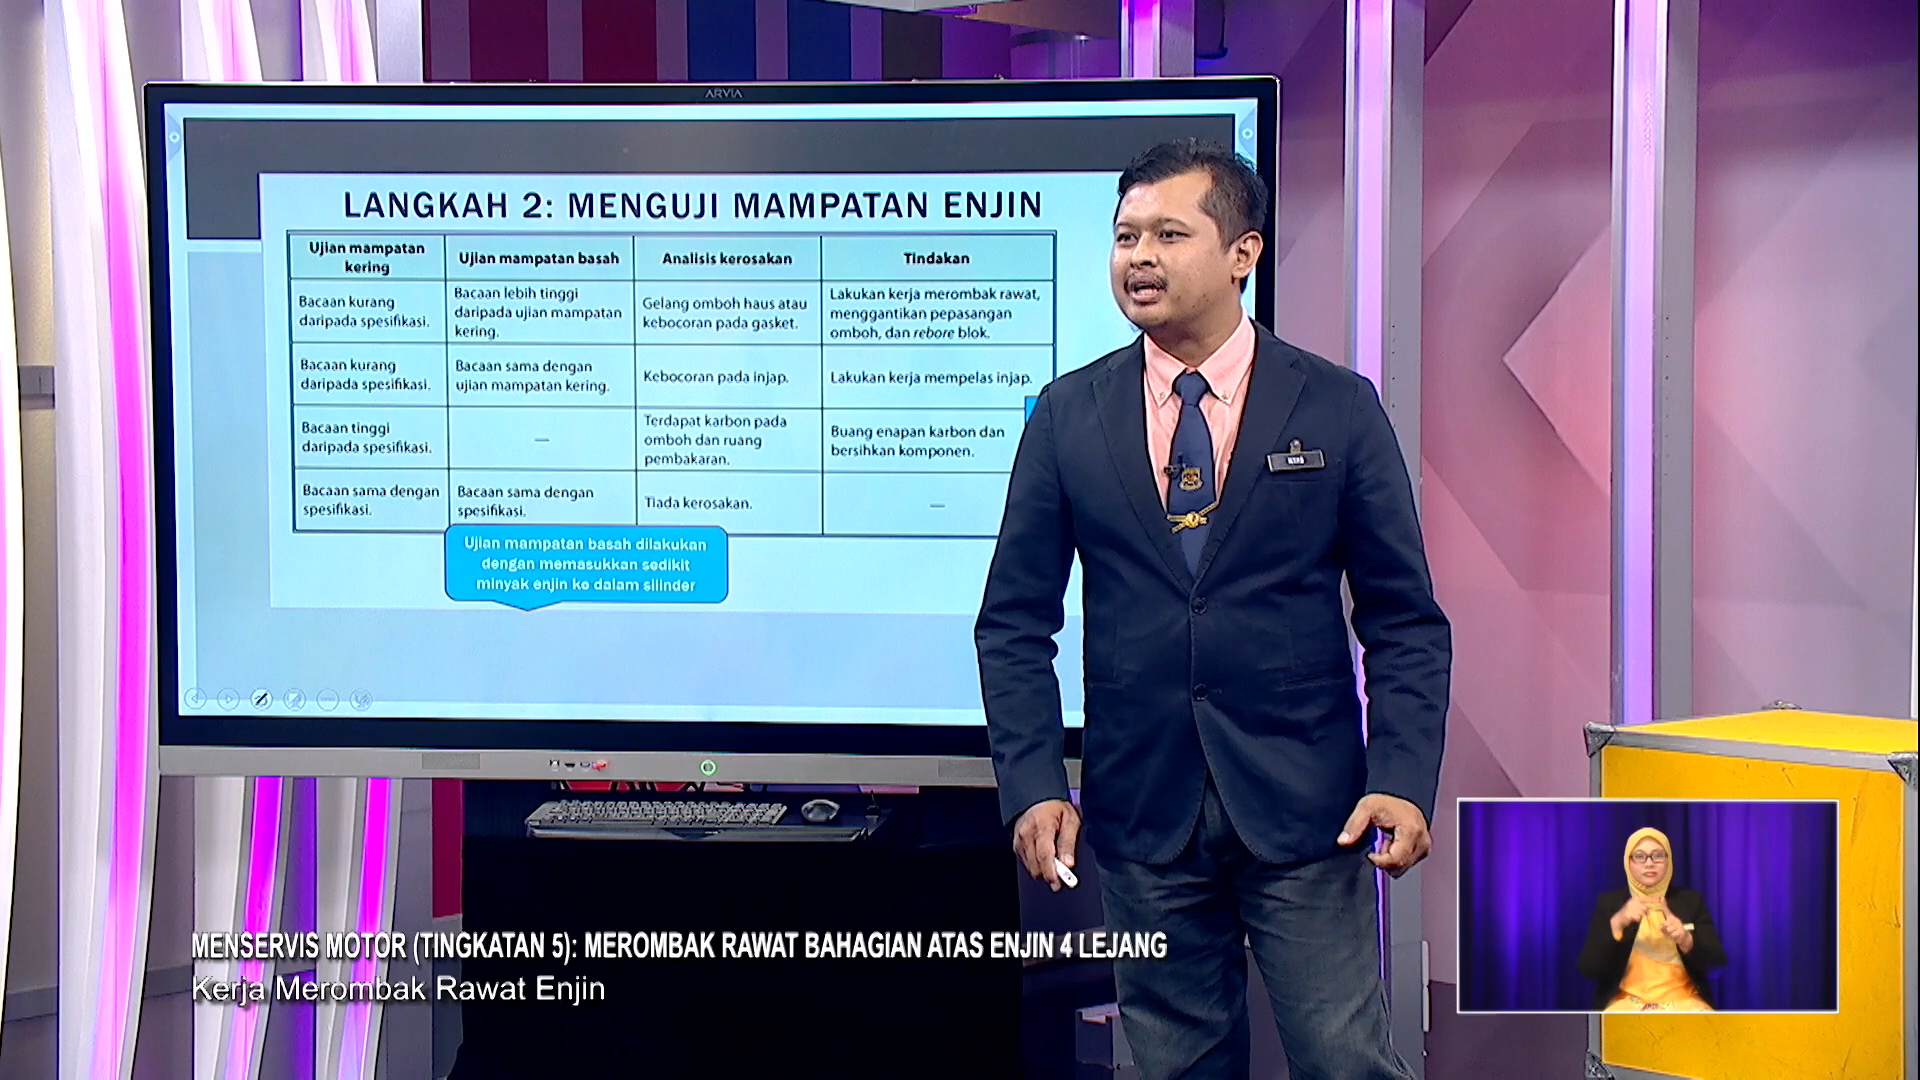 ARVIA
LANGKAH 2: MENGUJI MAMPATAN ENJIN
Ujian mampatan
kering
Ujian mampatan basah
Analisis kerosakan
Tindakan
Bacaan kurang
daripada spesifikasi.
Bacaan lebih tinggi
daripada ujian mampatan
kering.
Gelang omboh haus atau
kebocoran pada gasket.
Lakukan kerja merombak rawat,
menggantikan pepasangan
omboh, dan rebore blok.
Bacaan kurang
daripada spesifikasi.
Bacaan sama dengan
ujian mampatan kering.
Kebocoran pada injap.
Lakukan kerja mempelas injap.
Bacaan tinggi
daripada spesifikasi.
—
Terdapat karbon pada
omboh dan ruang
pembakaran.
Buang enapan karbon dan
bersihkan komponen.
Bacaan sama dengan
spesifikasi.
Bacaan sama dengan
spesifikasi.
Tiada kerosakan.
—
Ujian mampatan basah dilakukan
dengan memasukkan sedikit
minyak enjin ke dalam silinder
MENSERVIS MOTOR (TINGKATAN 5): MEROMBAK RAWAT BAHAGIAN ATAS ENJIN 4 LEJANG
Kerja Merombak Rawat Enjin